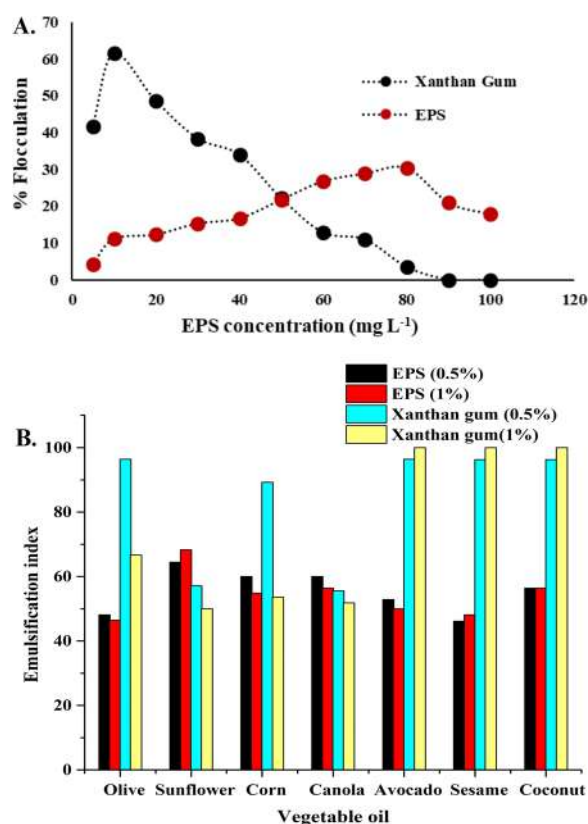 A.
70
60
50
40
30
20
10
0
% Flocculation
Xanthan Gum
EPS
0 20 40 60 80 100 120
EPS concentration (mg L⁻¹)
B.
EPS (0.5%)
EPS (1%)
Xanthan gum (0.5%)
Xanthan gum(1%)
100
80
60
40
20
0
Emulsification index
Olive Sunflower Corn Canola Avocado Sesame Coconut
Vegetable oil